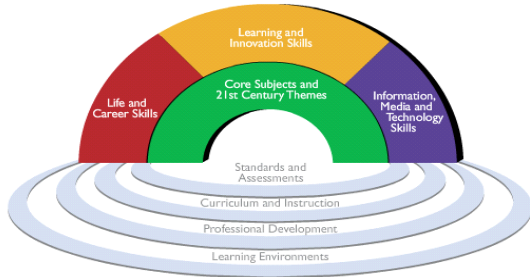 Learning and
Innovation Skills
Core Subjects and
21st Century Themes
Life and
Career Skills
Information,
Media and
Technology
Skills
Standards and
Assessments
Curriculum and Instruction
Professional Development
Learning Environments